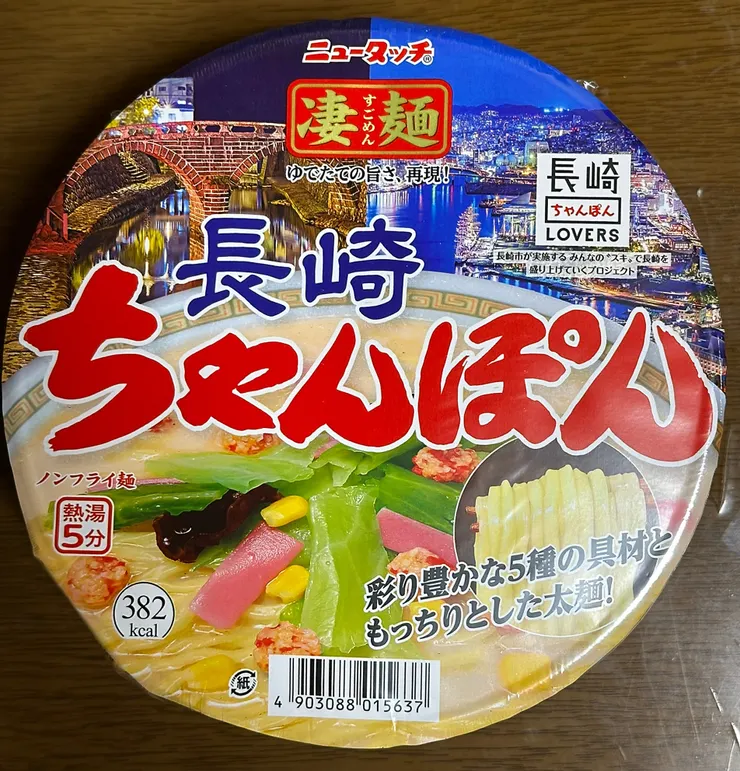 ニュータッチ®
凄麺
すごめん
ゆでたての旨さ、再現!
長崎
ちゃんぽん
LOVERS
長崎市が実施する みんなの"スキ"で長崎を
盛り上げていくプロジェクト
長崎
ちゃんぽん
ノンフライ麺
熱湯
5分
382
kcal
彩り豊かな5種の具材と
もっちりとした太麺!
紙
4 903088 015637